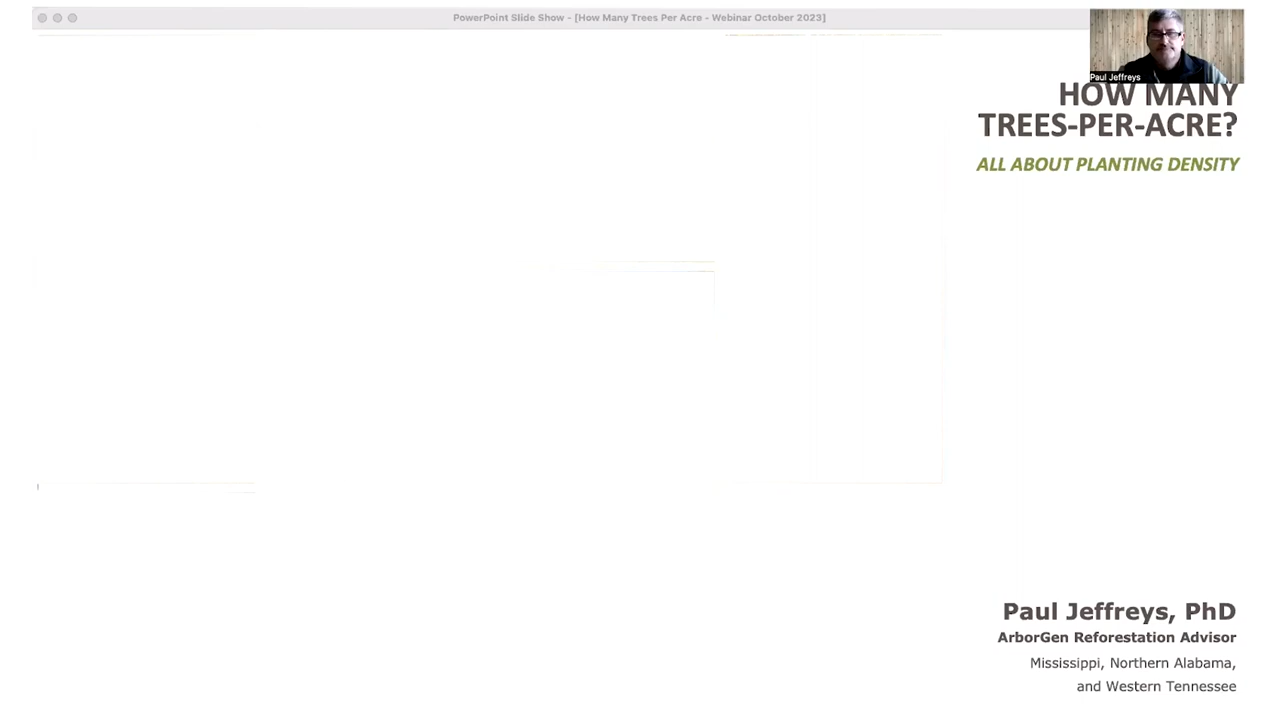 PowerPoint Slide Show - [How Many Trees Per Acre - Webinar October 2023]
Paul Jeffreys
HOW MANY
TREES-PER-ACRE?
ALL ABOUT PLANTING DENSITY
Paul Jeffreys, PhD
ArborGen Reforestation Advisor
Mississippi, Northern Alabama,
and Western Tennessee